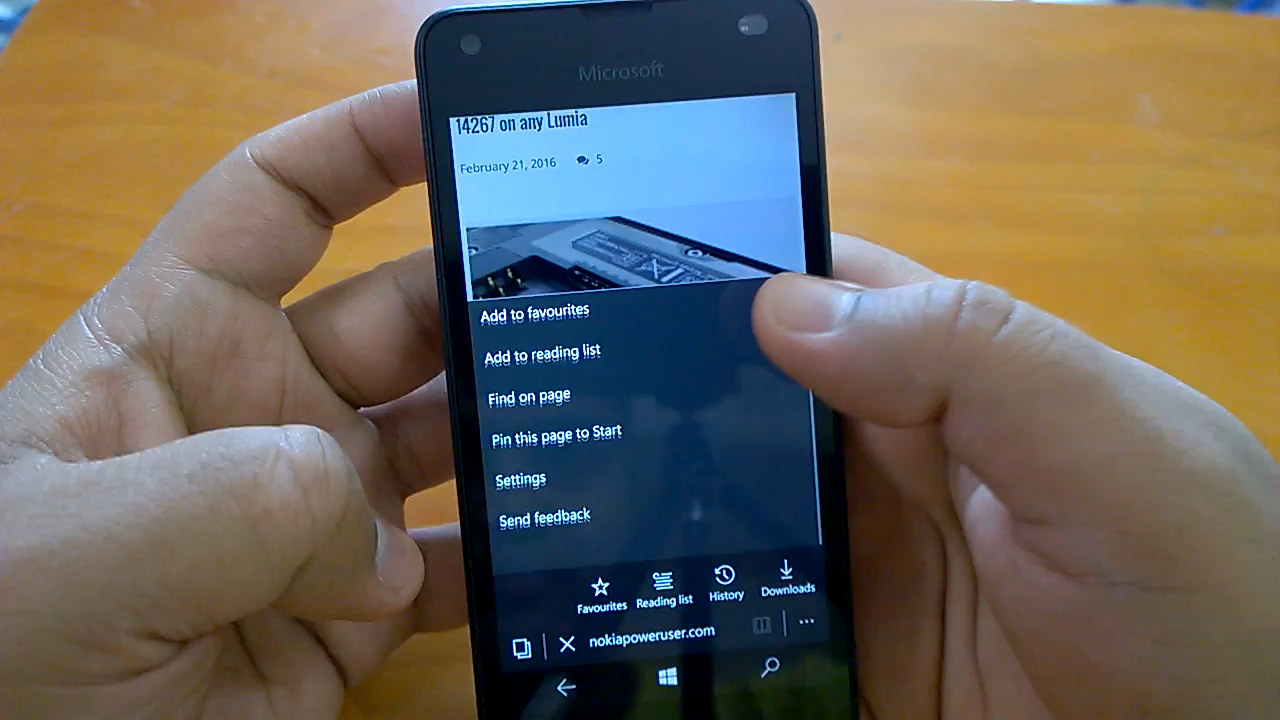 Microsoft
14267 on any Lumia
February 21, 2016 5
Add to favourites
Add to reading list
Find on page
Pin this page to Start
Settings
Send feedback
Favourites Reading list History Downloads
nokiapoweruser.com